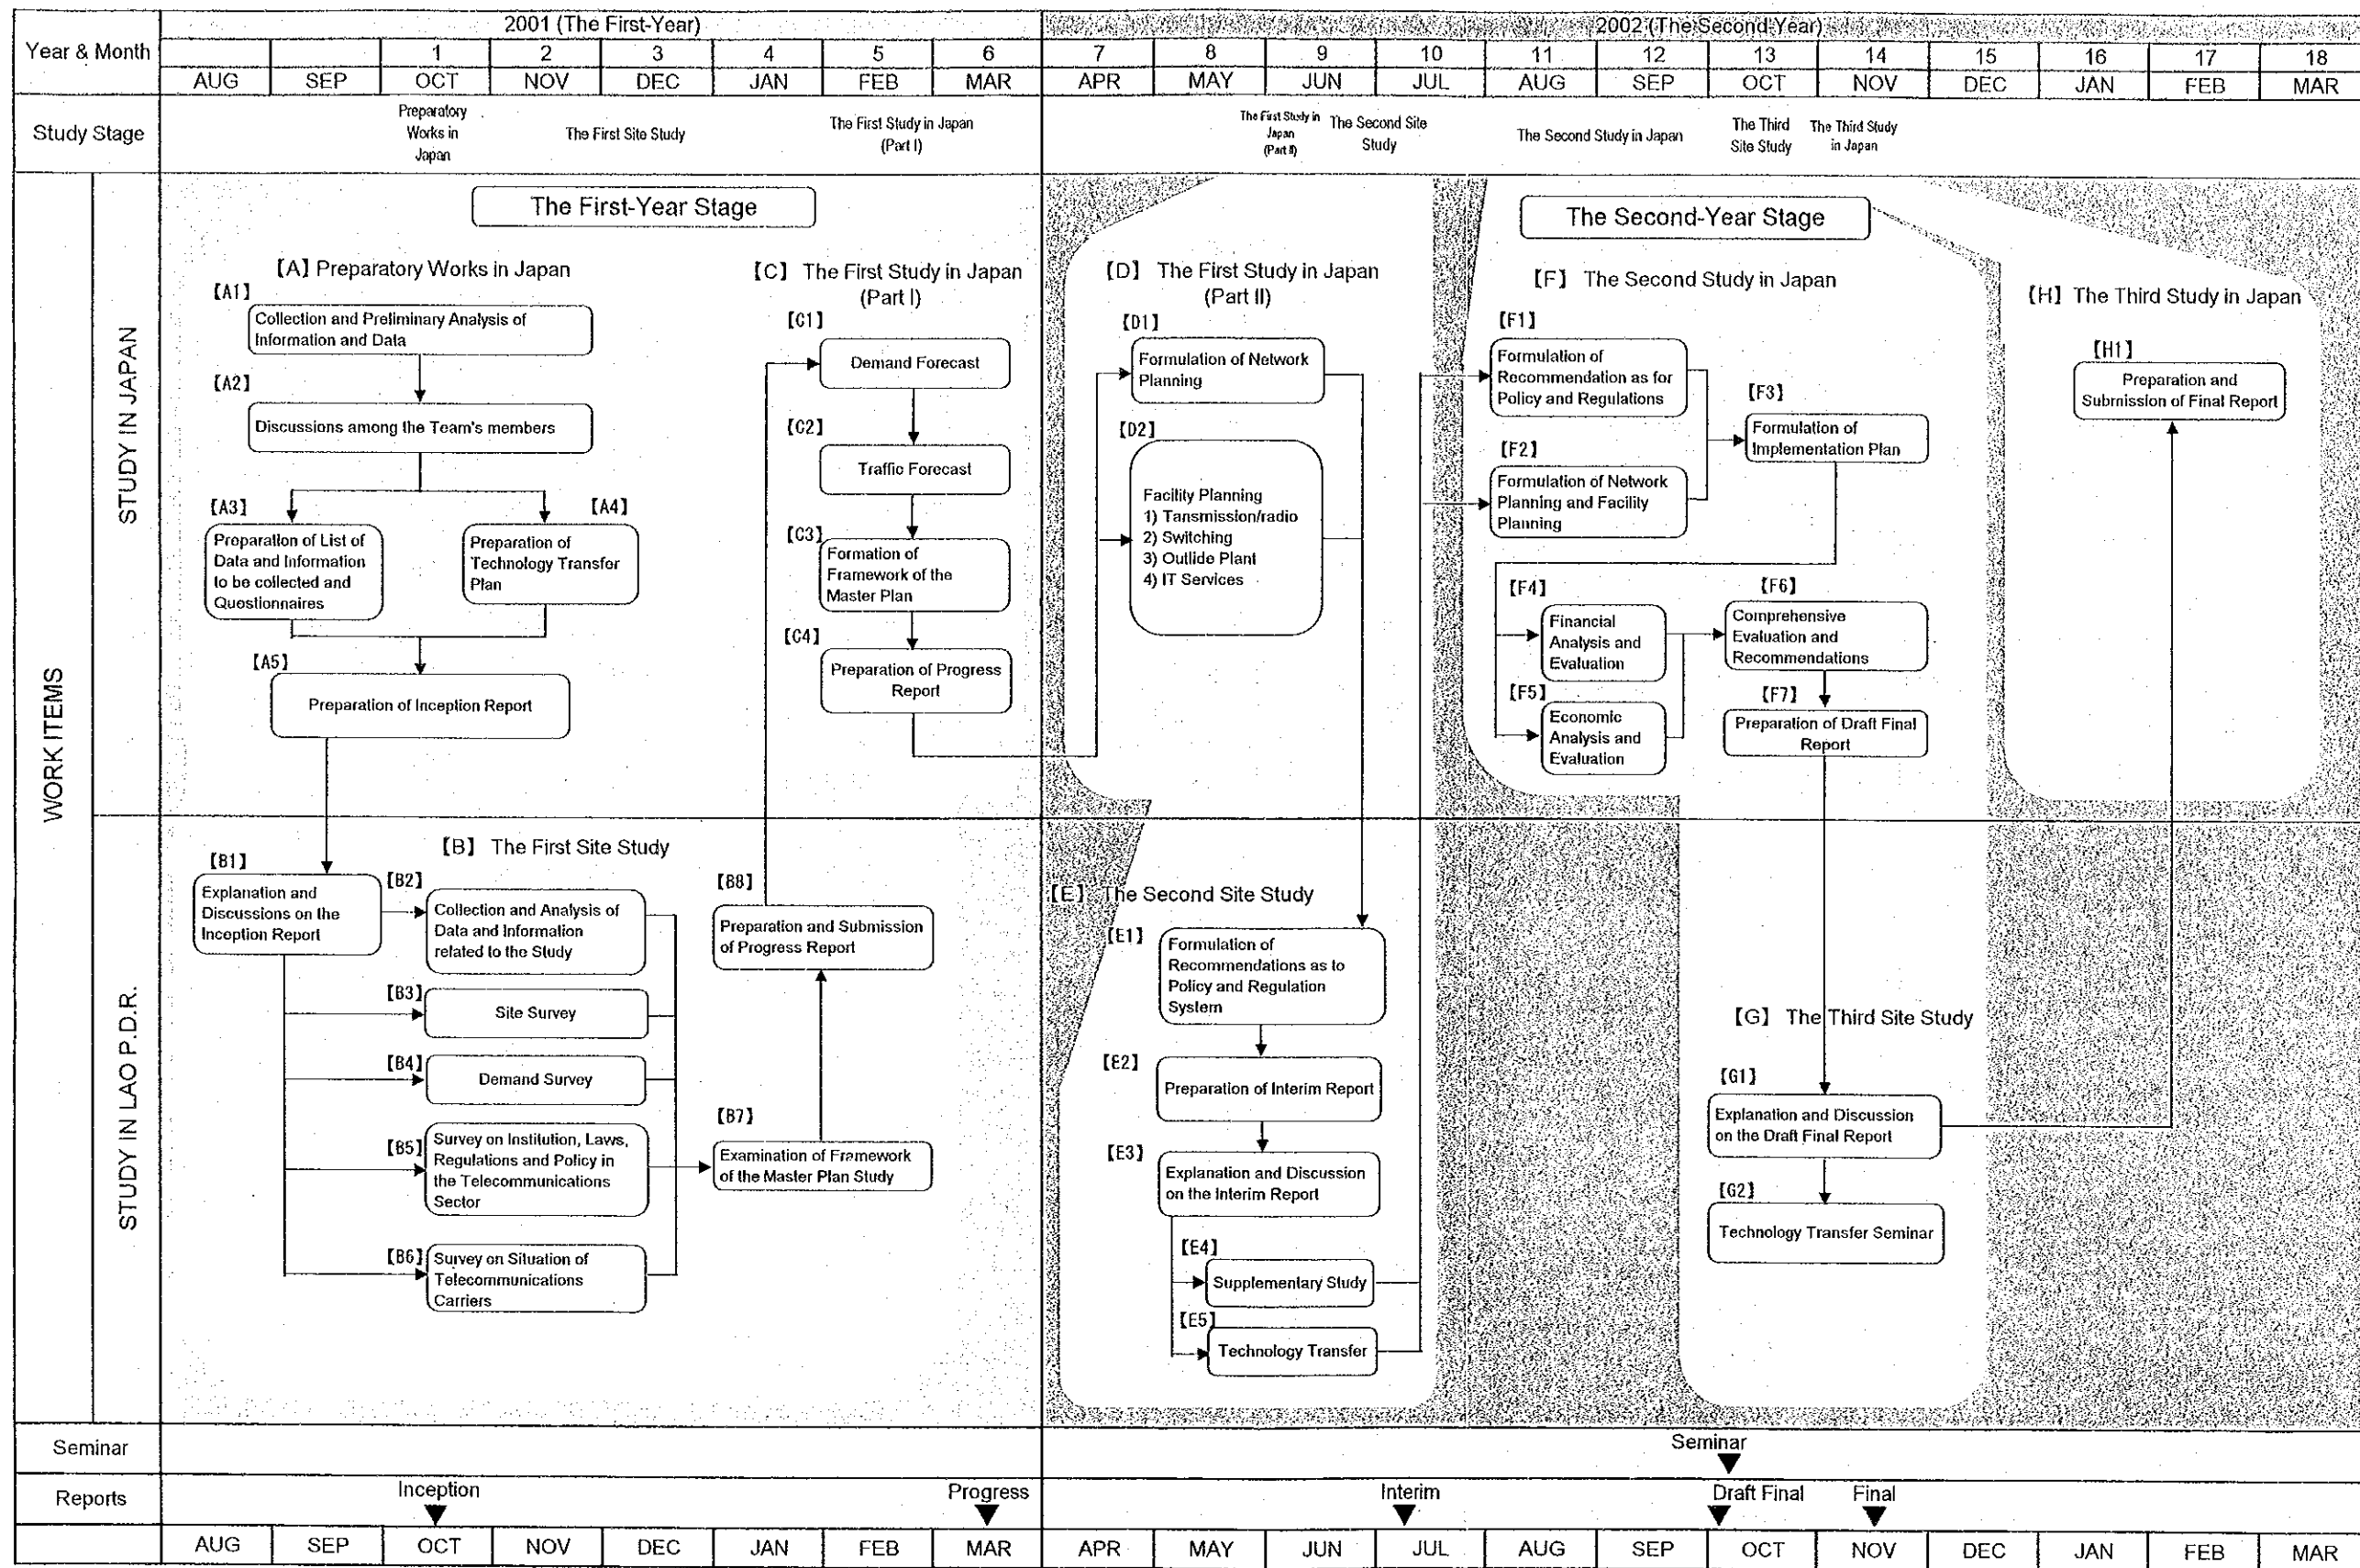 2001 (The First-Year)
2002 (The Second-Year)
Year & Month
1 2 3 4 5 6 7 8 9 10 11 12 13 14 15 16 17 18
AUG SEP OCT NOV DEC JAN FEB MAR APR MAY JUN JUL AUG SEP OCT NOV DEC JAN FEB MAR
Study Stage
Preparatory
Works in
Japan
The First Site Study
The First Study in Japan
(Part I)
The First Study in
Japan
(Part II)
The Second Site
Study
The Second Study in Japan
The Third
Site Study
The Third Study
in Japan
WORK ITEMS
STUDY IN JAPAN
The First-Year Stage
【A】Preparatory Works in Japan
【A1】
Collection and Preliminary Analysis of
Information and Data
【A2】
Discussions among the Team's members
【A3】
Preparation of List of
Data and Information
to be collected and
Questionnaires
【A4】
Preparation of
Technology Transfer
Plan
【A5】
Preparation of Inception Report
【C】 The First Study in Japan
(Part I)
【C1】
Demand Forecast
【C2】
Traffic Forecast
【C3】
Formation of
Framework of the
Master Plan
【C4】
Preparation of Progress
Report
【D】 The First Study in Japan
(Part II)
【D1】
Formulation of Network
Planning
【D2】
Facility Planning
1) Tansmission/radio
2) Switching
3) Outlide Plant
4) IT Services
The Second-Year Stage
【F】 The Second Study in Japan
【F1】
Formulation of
Recommendation as for
Policy and Regulations
【F2】
Formulation of Network
Planning and Facility
Planning
【F3】
Formulation of
Implementation Plan
【F4】
Financial
Analysis and
Evaluation
【F5】
Economic
Analysis and
Evaluation
【F6】
Comprehensive
Evaluation and
Recommendations
【F7】
Preparation of Draft Final
Report
【H】The Third Study in Japan
【H1】
Preparation and
Submission of Final Report
STUDY IN LAO P.D.R.
【B】 The First Site Study
【B1】
Explanation and
Discussions on the
Inception Report
【B2】
Collection and Analysis of
Data and Information
related to the Study
【B3】
Site Survey
【B4】
Demand Survey
【B5】
Survey on Institution, Laws,
Regulations and Policy in
the Telecommunications
Sector
【B6】
Survey on Situation of
Telecommunications
Carriers
【B7】
Examination of Framework
of the Master Plan Study
【B8】
Preparation and Submission
of Progress Report
【E】 The Second Site Study
【E1】
Formulation of
Recommendations as to
Policy and Regulation
System
【E2】
Preparation of Interim Report
【E3】
Explanation and Discussion
on the Interim Report
【E4】
Supplementary Study
【E5】
Technology Transfer
【G】 The Third Site Study
【G1】
Explanation and Discussion
on the Draft Final Report
【G2】
Technology Transfer Seminar
Seminar
Seminar
Reports
Inception
Progress
Interim
Draft Final
Final
AUG SEP OCT NOV DEC JAN FEB MAR APR MAY JUN JUL AUG SEP OCT NOV DEC JAN FEB MAR